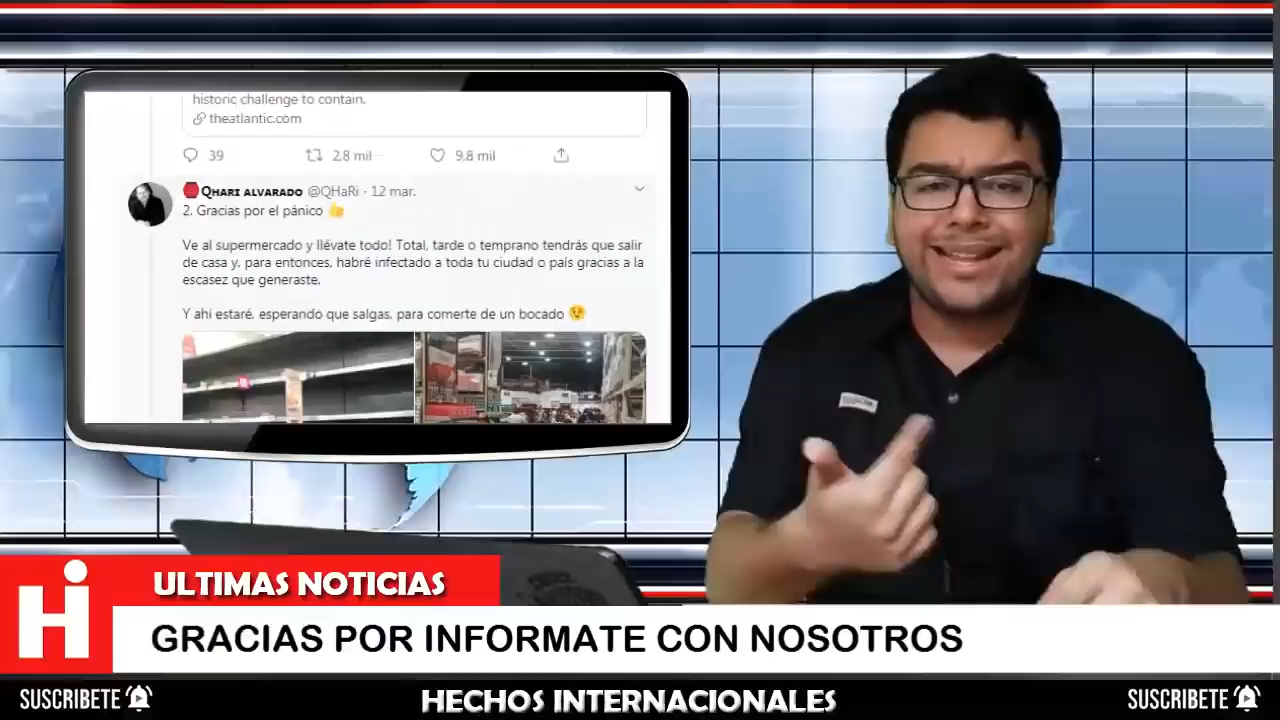 historic challenge to contain.
theatlantic.com
39 2.8 mil 9.8 mil
QHARI ALVARADO @QHaRi · 12 mar.
2. Gracias por el pánico 👍
Ve al supermercado y llévate todo! Total, tarde o temprano tendrás que salir
de casa y, para entonces, habré infectado a toda tu ciudad o país gracias a la
escasez que generaste.
Y ahí estaré, esperando que salgas, para comerte de un bocado 😉
Hi
ULTIMAS NOTICIAS
GRACIAS POR INFORMATE CON NOSOTROS
SUSCRIBETE
HECHOS INTERNACIONALES
SUSCRIBETE